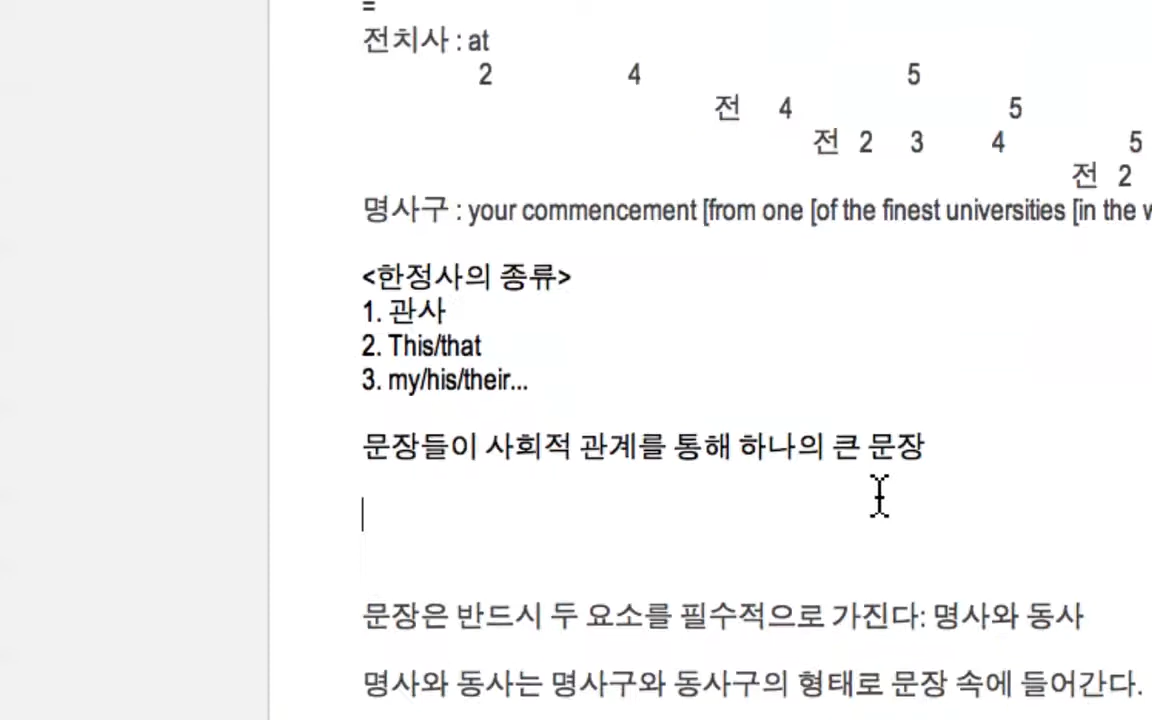 =
전치사 : at
2 4 5
전 4 5
전 2 3 4 5
전 2
명사구 : your commencement [from one [of the finest universities [in the
<한정사의 종류>
1. 관사
2. This/that
3. my/his/their...
문장들이 사회적 관계를 통해 하나의 큰 문장
문장은 반드시 두 요소를 필수적으로 가진다: 명사와 동사
명사와 동사는 명사구와 동사구의 형태로 문장 속에 들어간다.